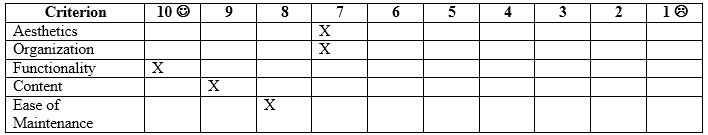 Criterion 10 ☺ 9 8 7 6 5 4 3 2 1 ☹
Aesthetics X
Organization X
Functionality X
Content X
Ease of X
Maintenance